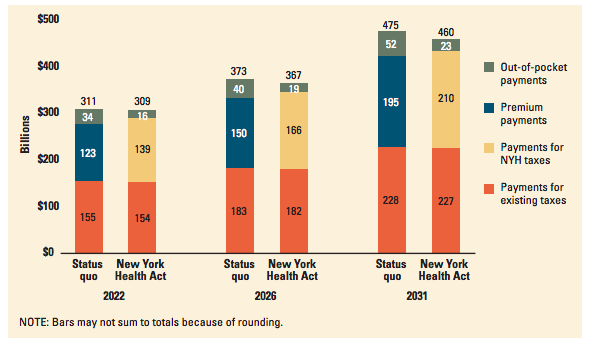 $500
$400
$300
$200
$100
$0
Billions
311
34
123
155
309
16
139
154
373
40
150
183
367
19
166
182
475
52
195
228
460
23
210
227
Out-of-pocket
payments
Premium
payments
Payments for
NYH taxes
Payments for
existing taxes
Status
quo
New York
Health Act
2022
Status
quo
New York
Health Act
2026
Status
quo
New York
Health Act
2031
NOTE: Bars may not sum to totals because of rounding.